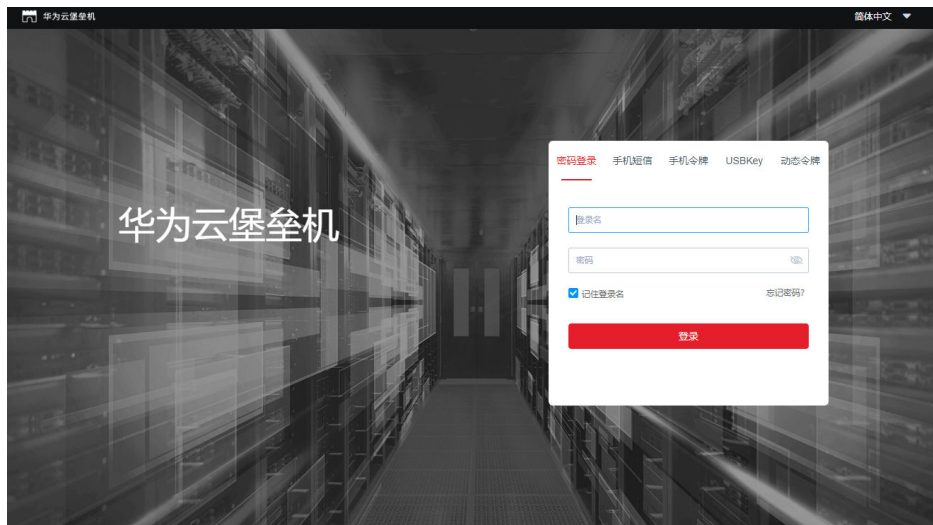 华为云堡垒机
简体中文
密码登录 手机短信 手机令牌 USBKey 动态令牌
华为云堡垒机
登录名
密码
记住登录名 忘记密码?
登录